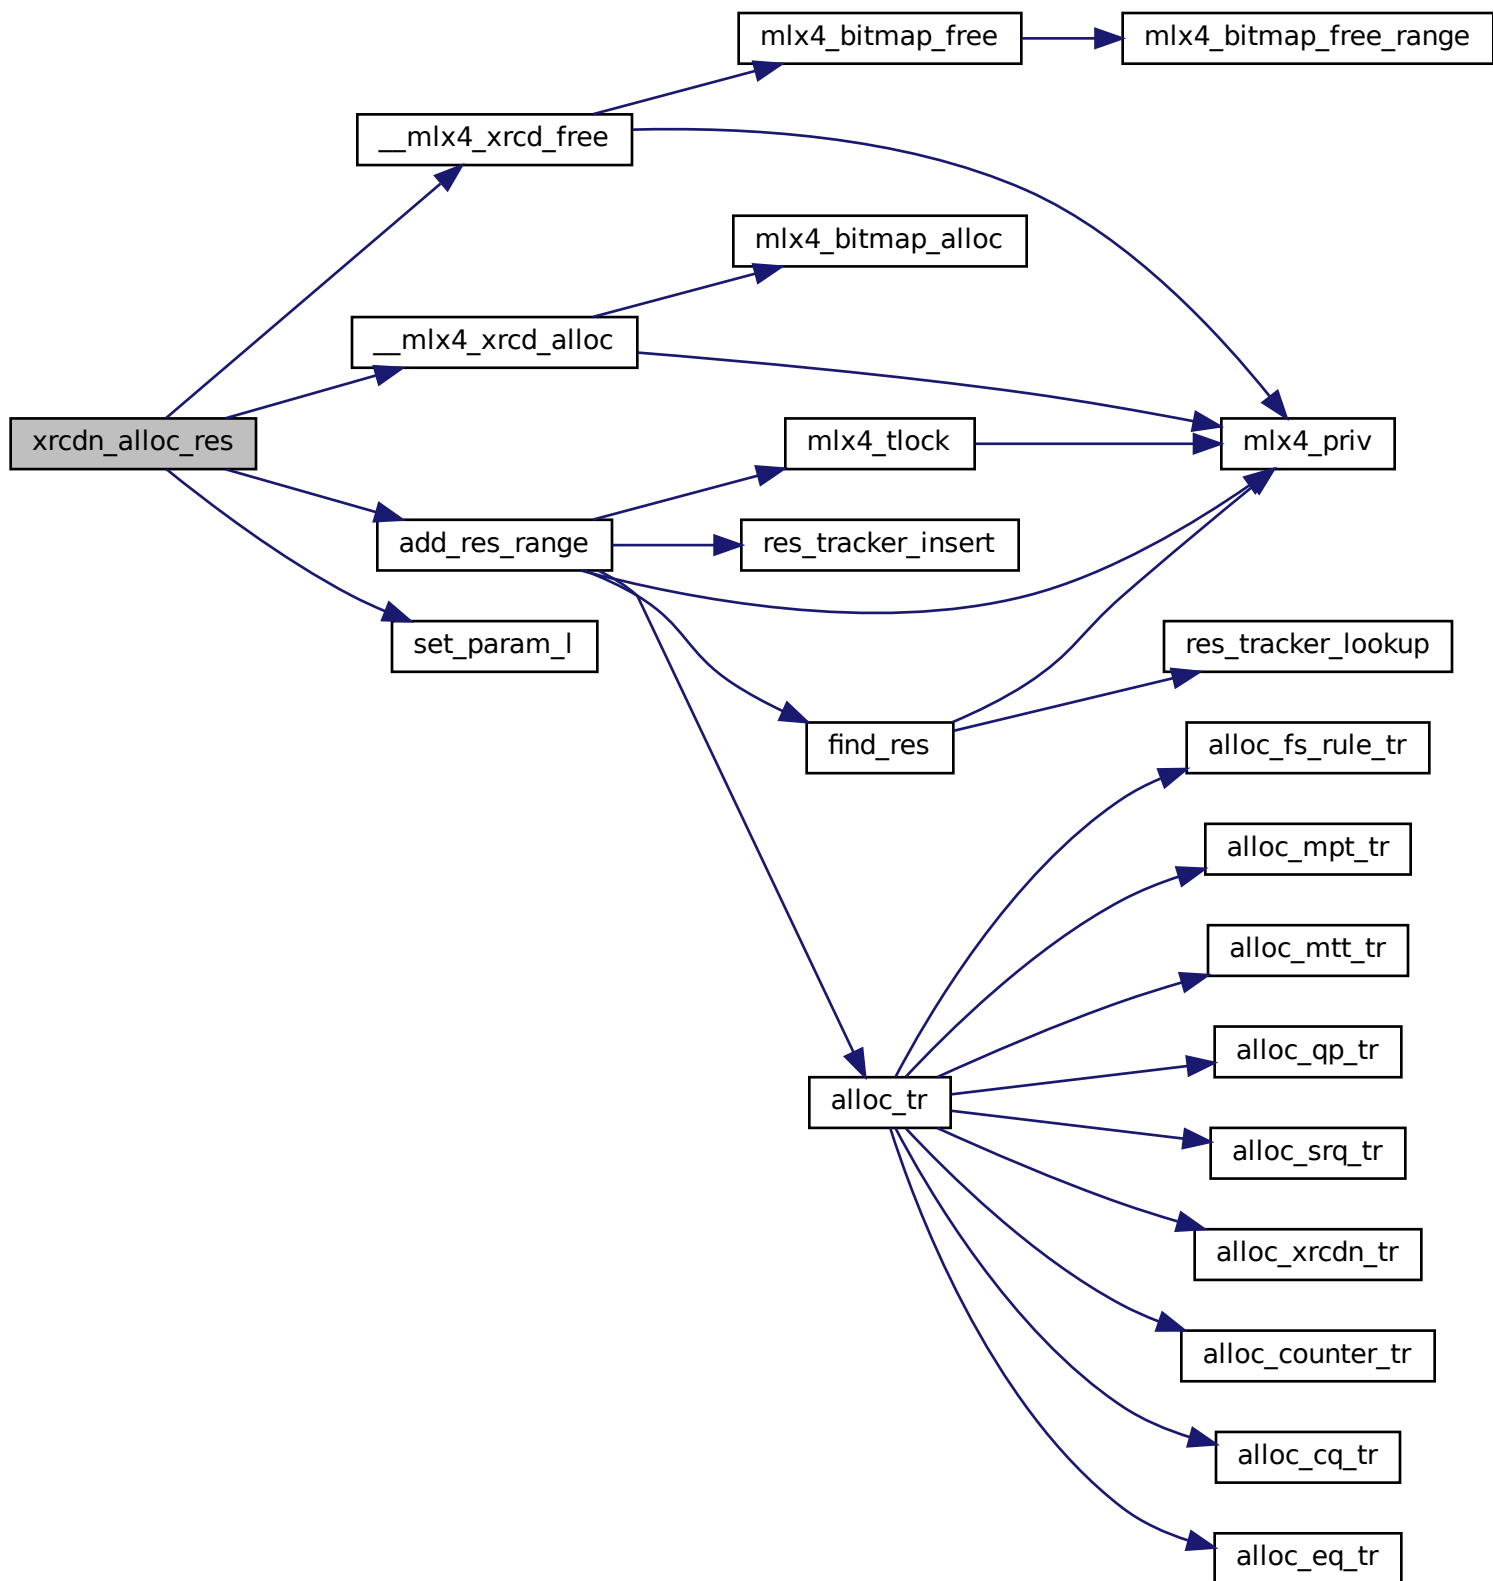 mlx4_bitmap_free
mlx4_bitmap_free_range
__mlx4_xrcd_free
mlx4_bitmap_alloc
__mlx4_xrcd_alloc
xrcdn_alloc_res
mlx4_tlock
mlx4_priv
add_res_range
res_tracker_insert
set_param_l
res_tracker_lookup
find_res
alloc_fs_rule_tr
alloc_mpt_tr
alloc_mtt_tr
alloc_qp_tr
alloc_tr
alloc_srq_tr
alloc_xrcdn_tr
alloc_counter_tr
alloc_cq_tr
alloc_eq_tr